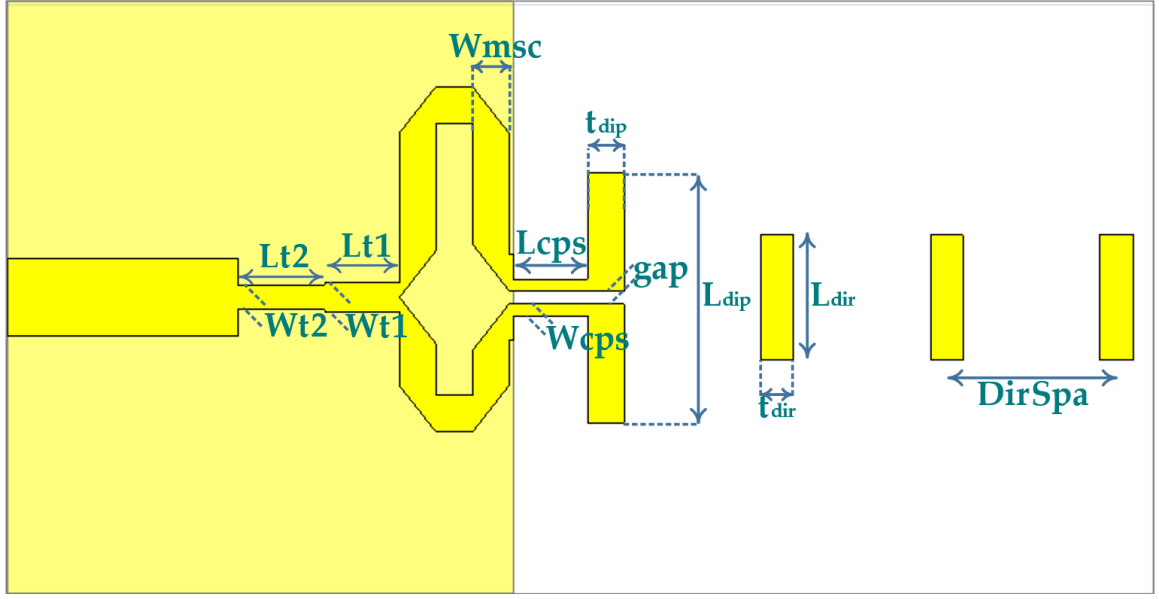 Wmsc
tdip
Lt2
Lt1
Lcps
gap
Ldip
Ldir
Wt2
Wt1
Wcps
DirSpa
tdir